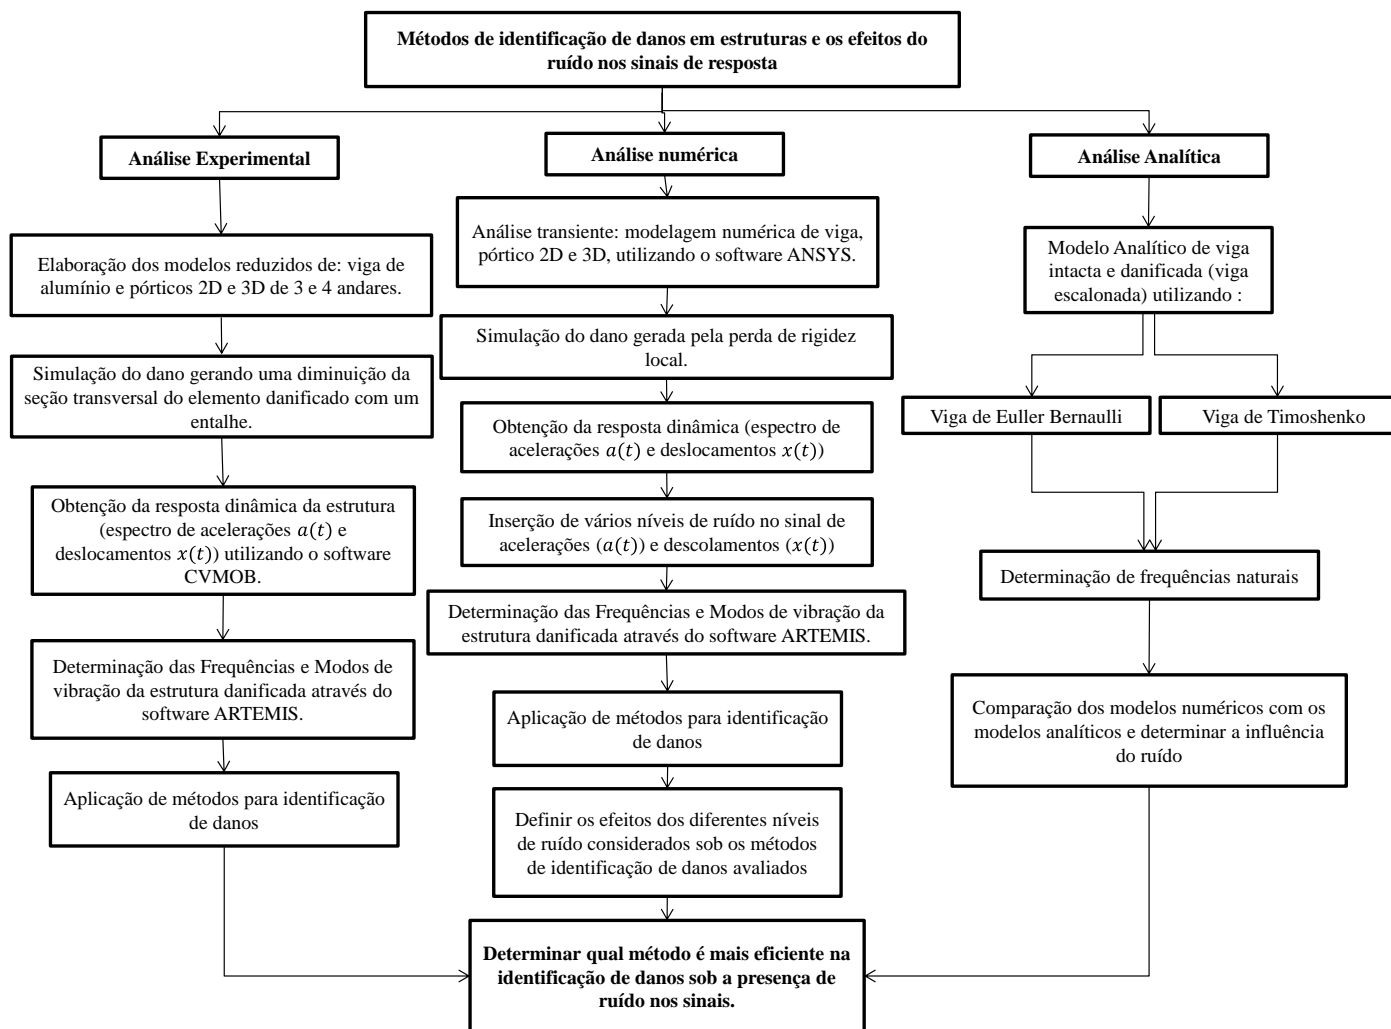 Métodos de identificação de danos em estruturas e os efeitos do
ruído nos sinais de resposta
Análise Experimental
Elaboração dos modelos reduzidos de: viga de
alumínio e pórticos 2D e 3D de 3 e 4 andares.
Simulação do dano gerando uma diminuição da
seção transversal do elemento danificado com um
entalhe.
Obtenção da resposta dinâmica da estrutura
(espectro de acelerações a(t) e
deslocamentos x(t)) utilizando o software
CVMOB.
Determinação das Frequências e Modos de
vibração da estrutura danificada através do
software ARTEMIS.
Aplicação de métodos para identificação
de danos
Análise numérica
Análise transiente: modelagem numérica de viga,
pórtico 2D e 3D, utilizando o software ANSYS.
Simulação do dano gerada pela perda de rigidez
local.
Obtenção da resposta dinâmica (espectro de
acelerações a(t) e deslocamentos x(t))
Inserção de vários níveis de ruído no sinal de
acelerações (a(t)) e descolamentos (x(t))
Determinação das Frequências e Modos de vibração da
estrutura danificada através do software ARTEMIS.
Aplicação de métodos para identificação
de danos
Definir os efeitos dos diferentes níveis
de ruído considerados sob os métodos
de identificação de danos avaliados
Análise Analítica
Modelo Analítico de viga
intacta e danificada (viga
escalonada) utilizando :
Viga de Euller Bernaulli
Viga de Timoshenko
Determinação de frequências naturais
Comparação dos modelos numéricos com os
modelos analíticos e determinar a influência
do ruído
Determinar qual método é mais eficiente na
identificação de danos sob a presença de
ruído nos sinais.